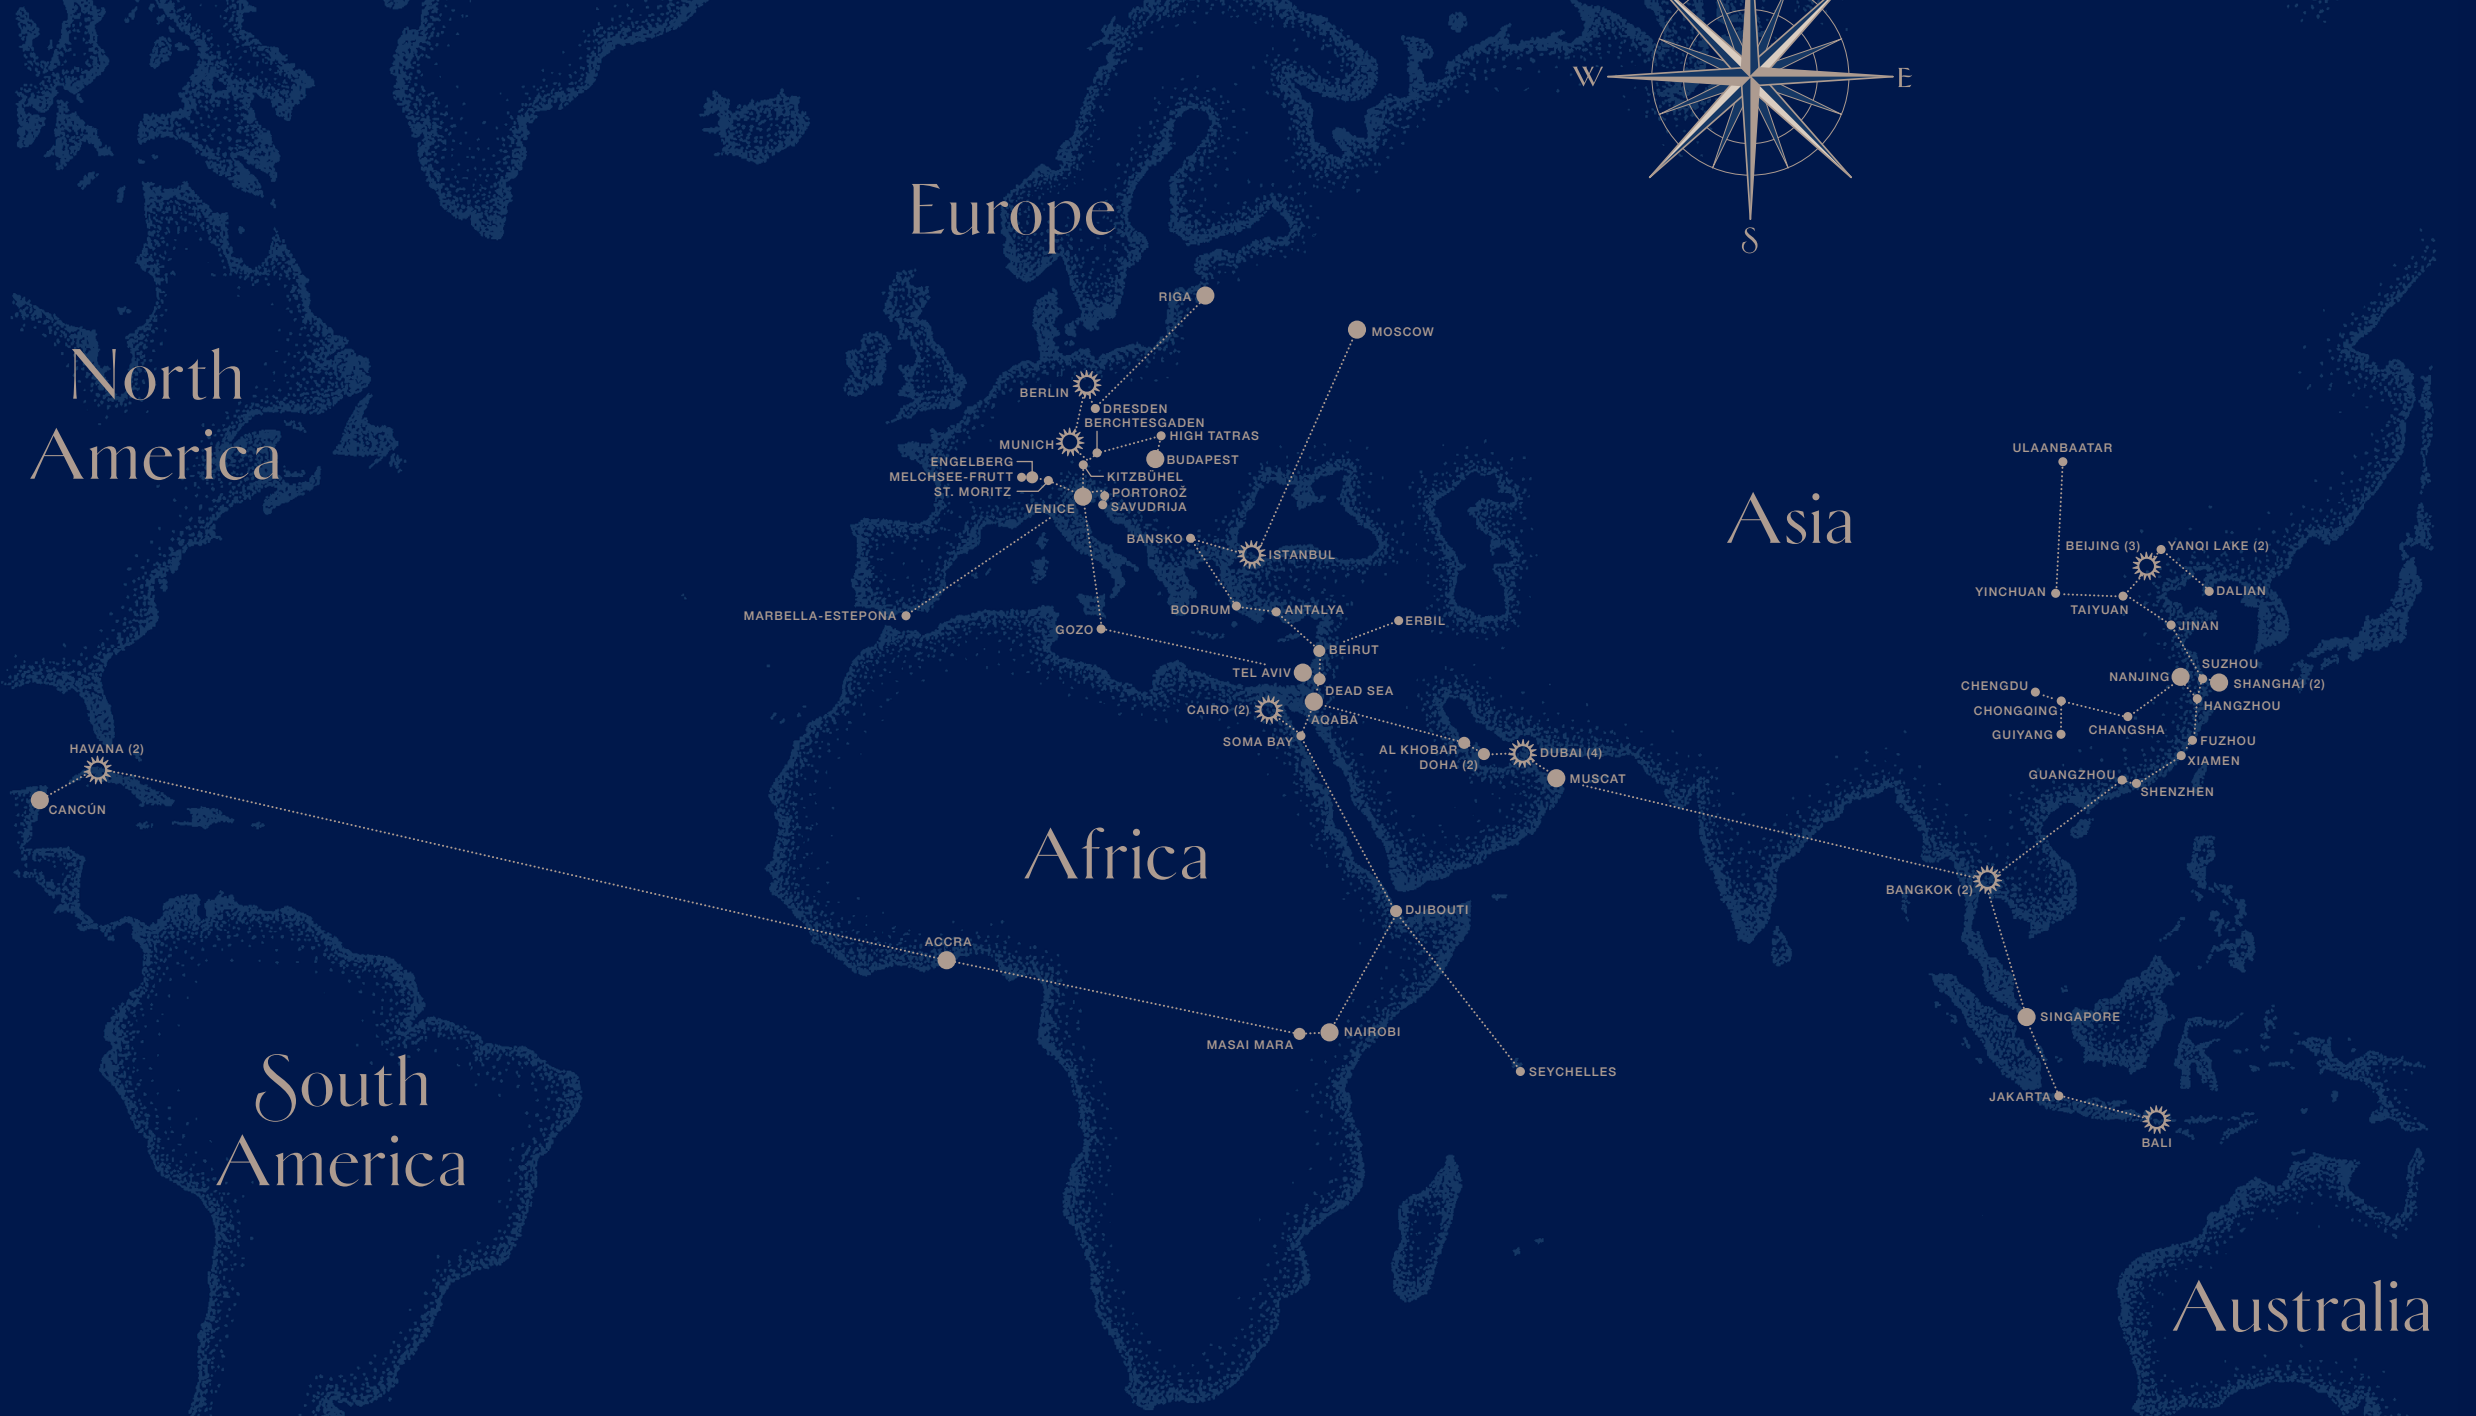 W
E
S
Europe
North
America
Asia
Africa
South
America
Australia
RIGA
MOSCOW
BERLIN
DRESDEN
BERCHTESGADEN
HIGH TATRAS
MUNICH
BUDAPEST
ENGELBERG
MELCHSEE-FRUTT
KITZBÜHEL
ST. MORITZ
PORTOROŽ
VENICE
SAVUDRIJA
BANSKO
ISTANBUL
MARBELLA-ESTEPONA
BODRUM
ANTALYA
GOZO
ERBIL
BEIRUT
TEL AVIV
DEAD SEA
CAIRO (2)
AQABA
SOMA BAY
AL KHOBAR
DOHA (2)
DUBAI (4)
MUSCAT
HAVANA (2)
CANCÚN
ACCRA
DJIBOUTI
MASAI MARA
NAIROBI
SEYCHELLES
ULAANBAATAR
BEIJING (3)
YANQI LAKE (2)
YINCHUAN
TAIYUAN
DALIAN
JINAN
SUZHOU
NANJING
SHANGHAI (2)
CHENGDU
CHONGQING
HANGZHOU
CHANGSHA
GUIYANG
FUZHOU
XIAMEN
GUANGZHOU
SHENZHEN
BANGKOK (2)
SINGAPORE
JAKARTA
BALI